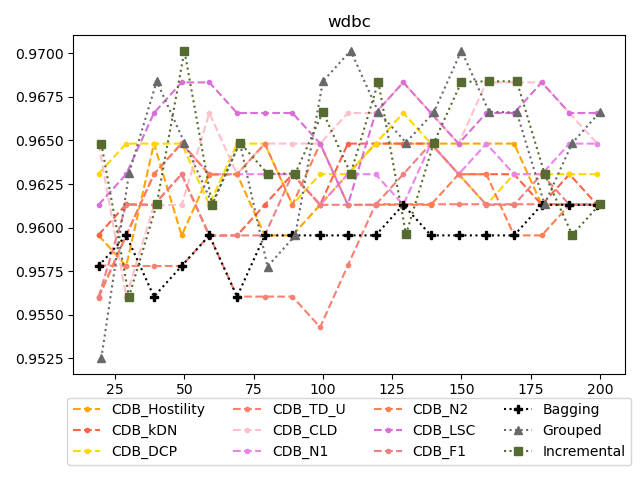 wdbc
0.9700
0.9675
0.9650
0.9625
0.9600
0.9575
0.9550
0.9525
25 50 75 100 125 150 175 200
CDB_Hostility CDB_TD_U CDB_N2 Bagging
CDB_kDN CDB_CLD CDB_LSC Grouped
CDB_DCP CDB_N1 CDB_F1 Incremental